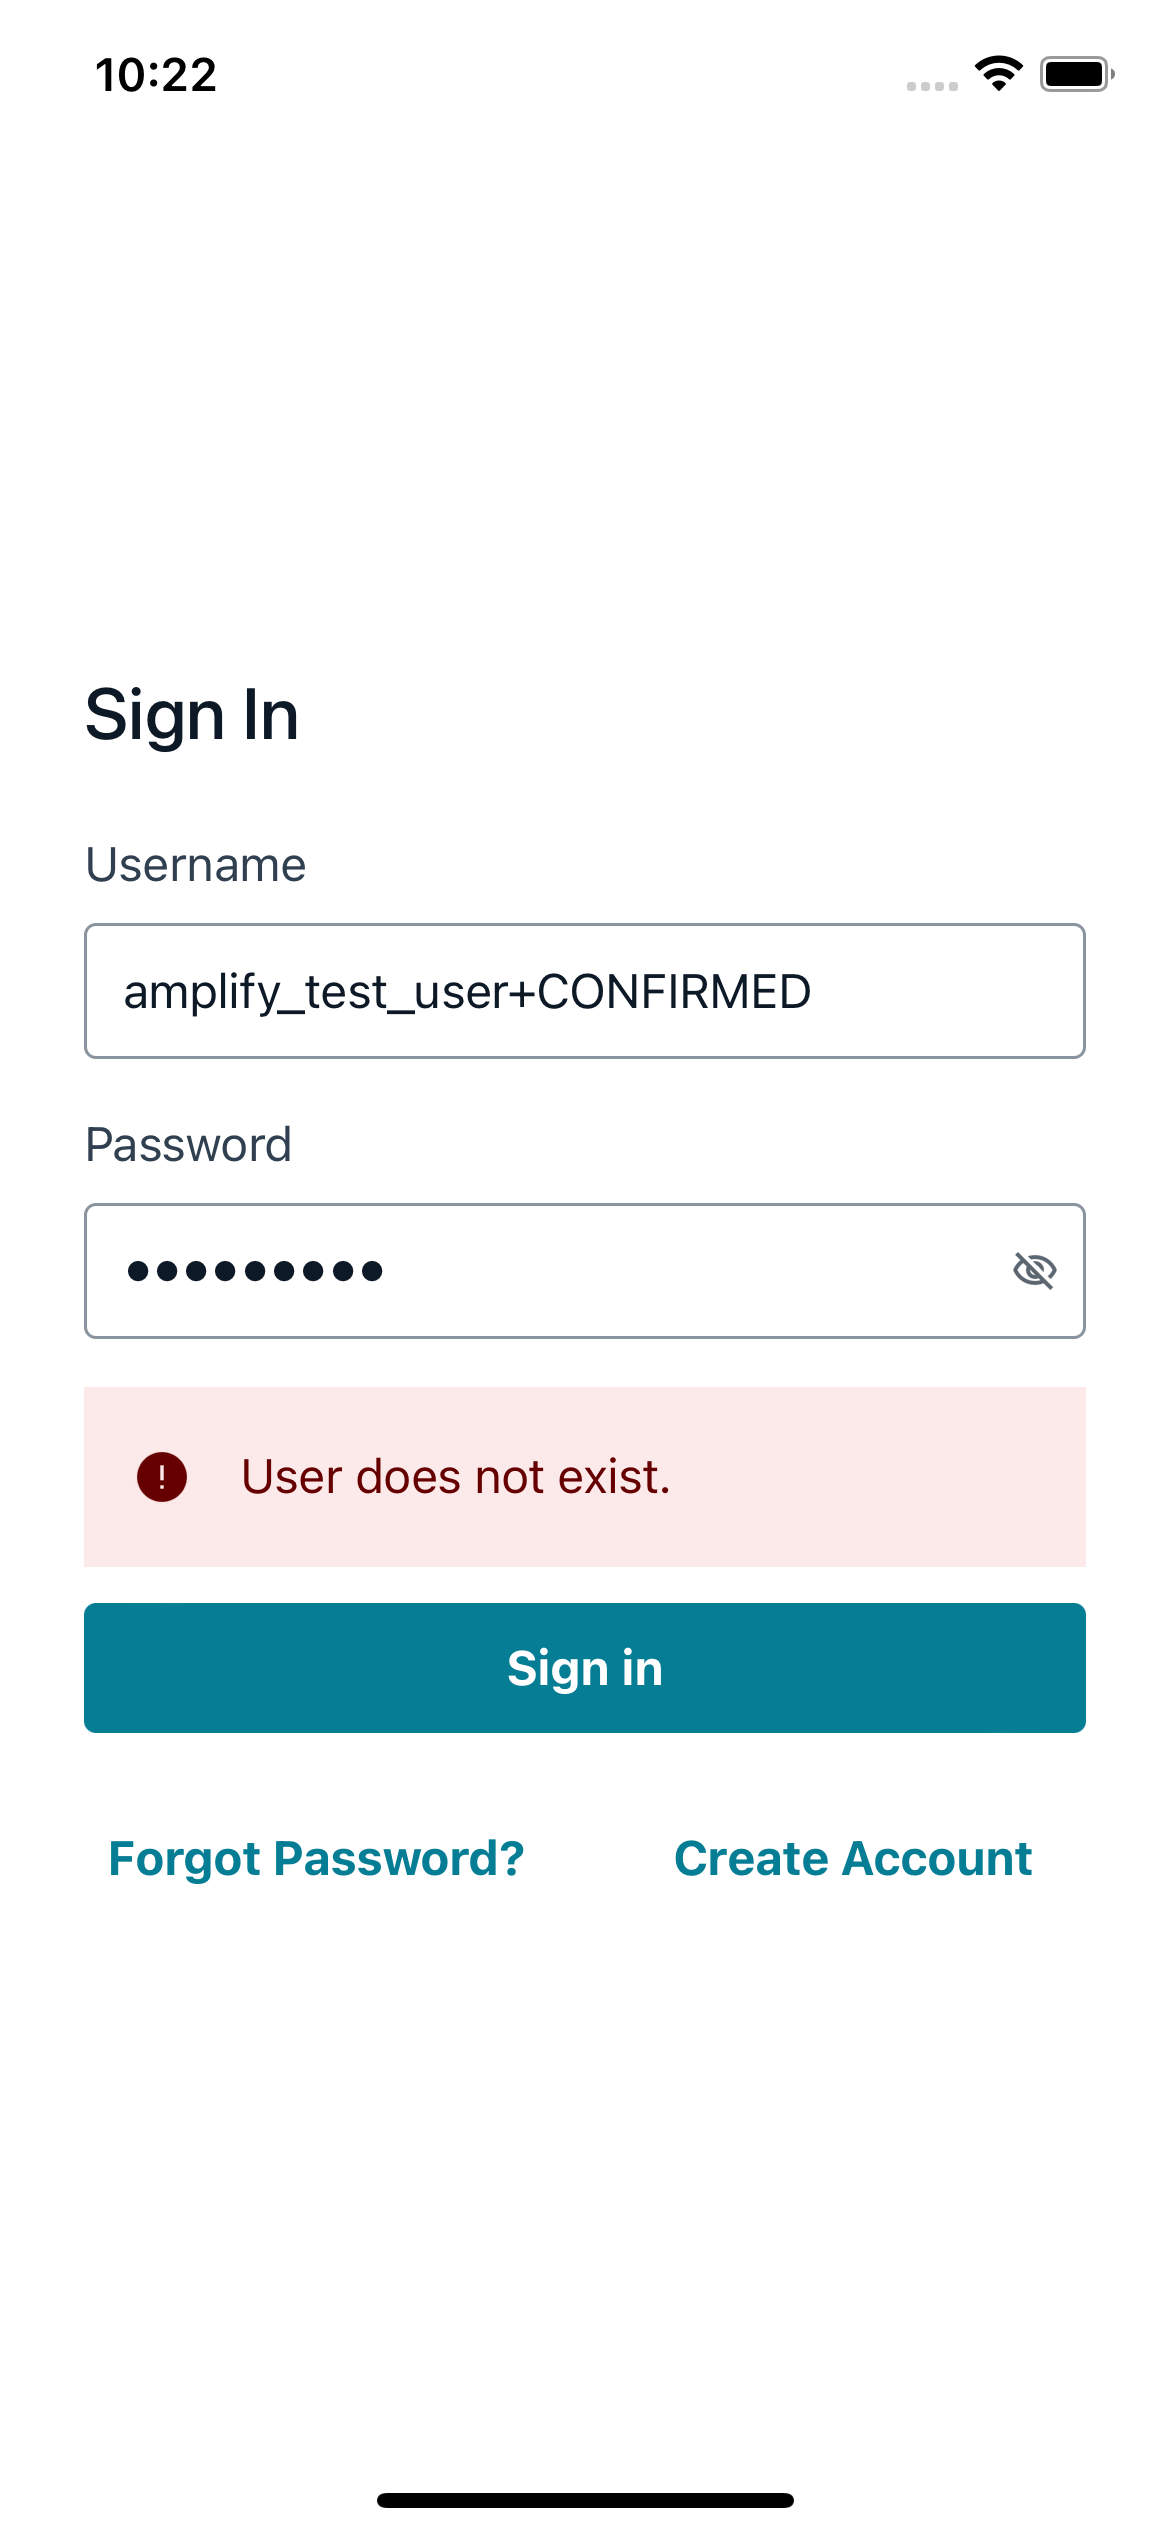 10:22
Sign In
Username
amplify_test_user+CONFIRMED
Password
User does not exist.
Sign in
Forgot Password? Create Account